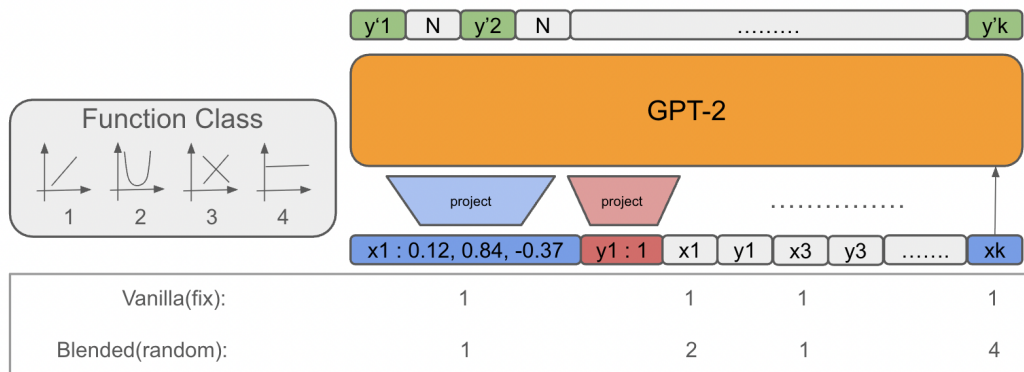 y‘1 N y’2 N ......... y’k
GPT-2
Function Class
1 2 3 4
project project ...............
x1 : 0.12, 0.84, -0.37 y1 : 1 x1 y1 x3 y3 ....... xk
Vanilla(fix): 1 1 1 1
Blended(random): 1 2 1 4